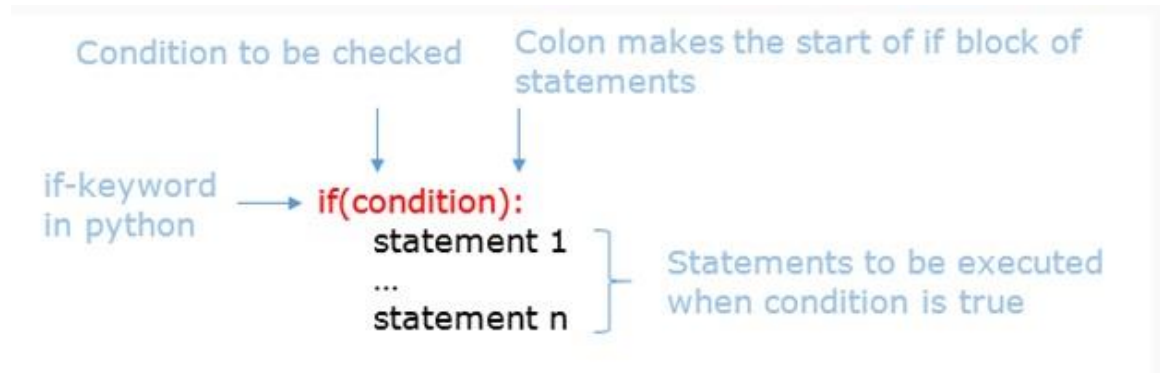 Condition to be checked
Colon makes the start of if block of
statements
if-keyword
in python
if(condition):
statement 1
...
statement n
Statements to be executed
when condition is true